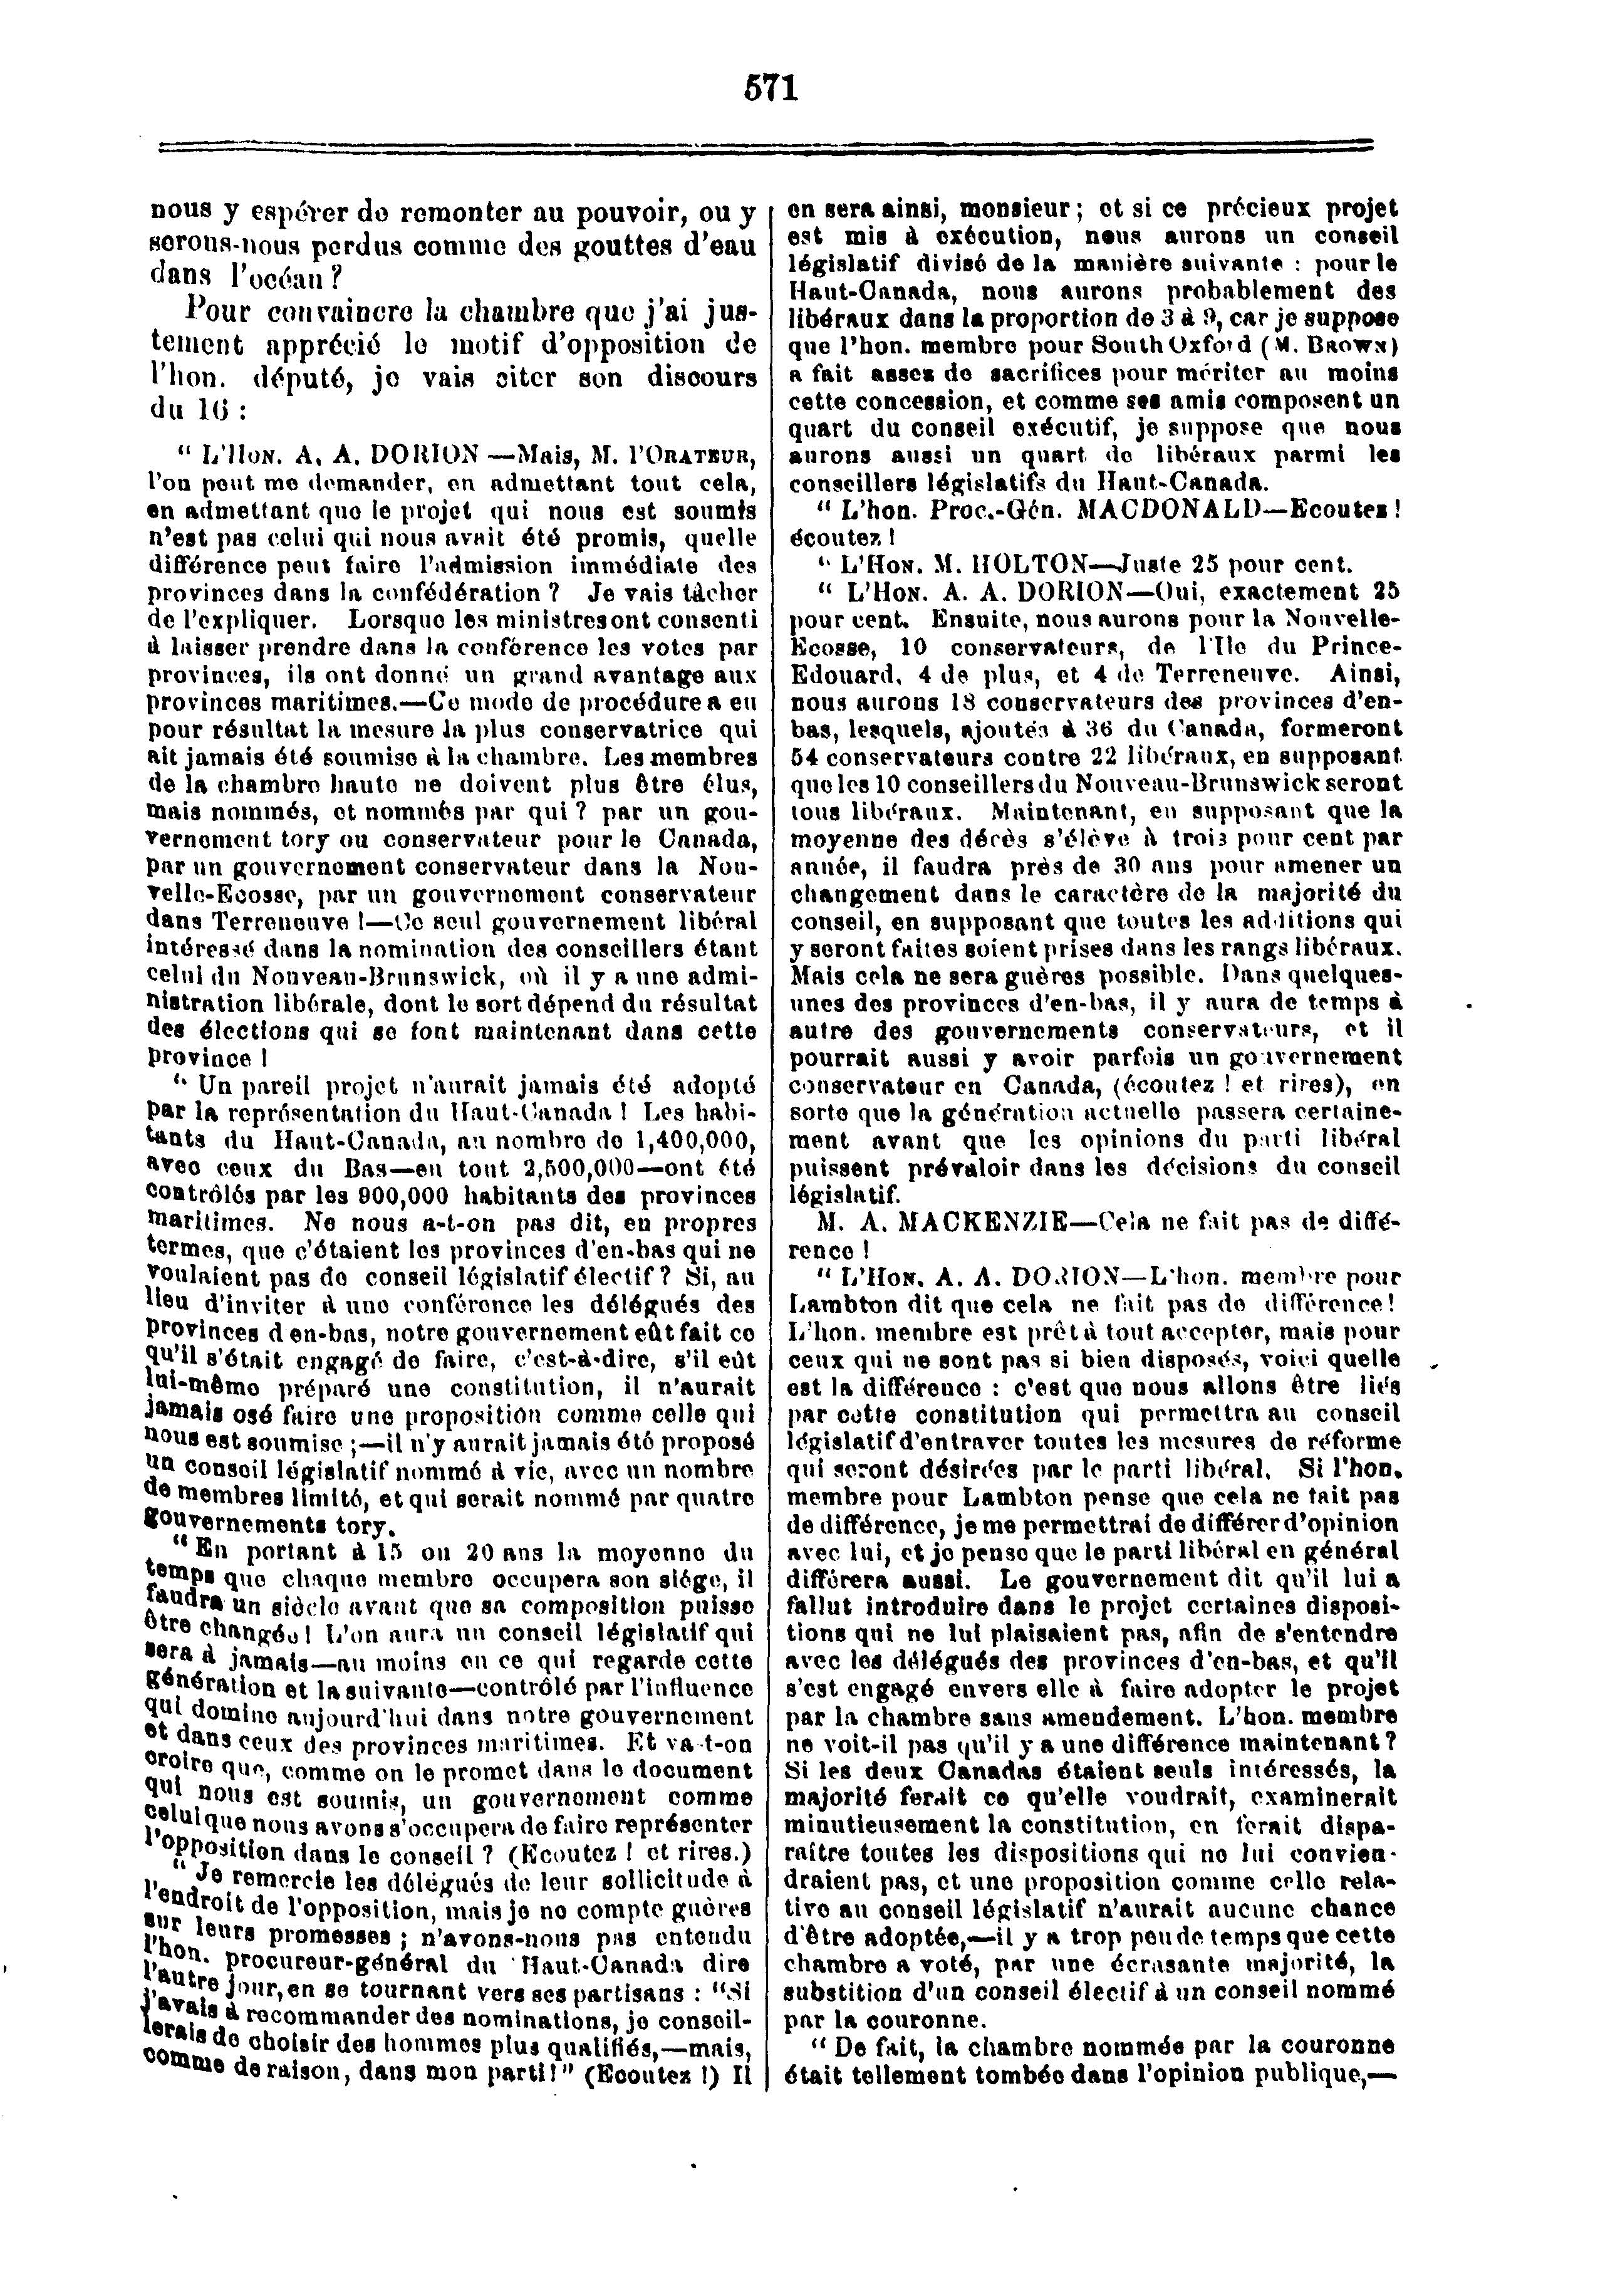 571
nous y espérer de remonter au pouvoir, ou y
serons-nous perdus comme des gouttes d'eau
dans l'océan ?
Pour convaincre la chambre que j'ai jus-
tement apprécié le motif d'opposition de
l'hon. député, je vais citer son discours
du 16 :
" L'HON. A. A. DORION —Mais, M. l'ORATEUR,
l'on peut me demander, en admettant tout cela,
en admettant que le projet qui nous est soumis
n'est pas celui qui nous avait été promis, quelle
différence peut faire l'admission immédiate des
provinces dans la confédération ? Je vais tâcher
de l'expliquer. Lorsque les ministres ont consenti
à laisser prendre dans la conférence les votes par
provinces, ils ont donné un grand avantage aux
provinces maritimes.—Ce mode de procédure a eu
pour résultat la mesure la plus conservatrice qui
ait jamais été soumise à la chambre. Les membres
de la chambre haute ne doivent plus être élus,
mais nommés, et nommés par qui ? par un gou-
vernement tory ou conservateur pour le Canada,
par un gouvernement conservateur dans la Nou-
velle-Ecosse, par un gouvernement conservateur
dans Terreneuve !—Ce seul gouvernement libéral
intéressé dans la nomination des conseillers étant
celui du Nouveau-Brunswick, où il y a une admi-
nistration libérale, dont le sort dépend du résultat
des élections qui se font maintenant dans cette
province !
" Un pareil projet n'aurait jamais été adopté
par la représentation du Haut-Canada ! Les habi-
tants du Haut-Canada, au nombre de 1,400,000,
avec ceux du Bas—en tout 2,500,000—ont été
contrôlés par les 900,000 habitants des provinces
maritimes. Ne nous a-t-on pas dit, en propres
termes, que c'étaient les provinces d'en-bas qui ne
voulaient pas de conseil législatif électif ? Si, au
lieu d'inviter à une conférence les délégués des
provinces d'en-bas, notre gouvernement eût fait ce
qu'il s'était engagé de faire, c'est-à-dire, s'il eût
lui-même préparé une constitution, il n'aurait
jamais osé faire une proposition comme celle qui
nous est soumise ;—il n'y aurait jamais été proposé
un conseil législatif nommé à vie, avec un nombre
de membres limité, et qui serait nommé par quatre
gouvernements tory.
" En portant à 15 ou 20 ans la moyenne du
temps que chaque membre occupera son siége, il
faudra un siècle avant que sa composition puisse
être changée ! L'on aura un conseil législatif qui
sera à jamais—au moins en ce qui regarde cette
génération et la suivante—contrôlé par l'influence
qui domine aujourd'hui dans notre gouvernement
et dans ceux des provinces maritimes. Et va-t-on
croire que, comme on le promet dans le document
qui nous est soumis, un gouvernement comme
celui que nous avons s'occupera de faire représenter
l'opposition dans le conseil ? (Ecoutez ! et rires.)
" Je remercie les délégués de leur sollicitude à
l'endroit de l'opposition, mais je ne compte guères
sur leurs promesses ; n'avons-nous pas entendu
l'hon. procureur-général du Haut-Canada dire
l'autre jour, en se tournant vers ses partisans : "Si
j'avais à recommander des nominations, je conseil-
lerais de choisir des hommes plus qualifiés,—mais,
comme de raison, dans mon parti !" (Ecoutez !) Il
en sera ainsi, monsieur ; et si ce précieux projet
est mis à exécution, nous aurons un conseil
législatif divisé de la manière suivante : pour le
Haut-Canada, nous aurons probablement des
libéraux dans la proportion de 3 à 9, car je suppose
que l'hon. membre pour South Oxford (M. BROWN)
a fait assez de sacrifices pour mériter au moins
cette concession, et comme ses amis composent un
quart du conseil exécutif, je suppose que nous
aurons aussi un quart de libéraux parmi les
conseillers législatifs du Haut-Canada.
" L'hon. Proc.-Gén. MACDONALD—Ecoutez !
écoutez !
" L'HON. M. HOLTON—Juste 25 pour cent.
" L'HON. A. A. DORION—Oui, exactement 25
pour cent. Ensuite, nous aurons pour la Nouvelle-
Ecosse, 10 conservateurs, de l'Ile du Prince-
Edouard, 4 de plus, et 4 de Terreneuve. Ainsi,
nous aurons 18 conservateurs des provinces d'en-
bas, lesquels, ajoutés à 36 du Canada, formeront
54 conservateurs contre 22 libéraux, en supposant
que les 10 conseillers du Nouveau-Brunswick seront
tous libéraux. Maintenant, en supposant que la
moyenne des décès s'élève à trois pour cent par
année, il faudra près de 30 ans pour amener un
changement dans le caractère de la majorité du
conseil, en supposant que toutes les additions qui
y seront faites soient prises dans les rangs libéraux.
Mais cela ne sera guères possible. Dans quelques-
unes des provinces d'en-bas, il y aura de temps à
autre des gouvernements conservateurs, et il
pourrait aussi y avoir parfois un gouvernement
conservateur en Canada, (écoutez ! et rires), en
sorte que la génération actuelle passera certaine-
ment avant que les opinions du parti libéral
puissent prévaloir dans les décisions du conseil
législatif.
M. A. MACKENZIE—Cela ne fait pas de diffé-
rence !
" L'HON. A. A. DORION—L'hon. membre pour
Lambton dit que cela ne fait pas de différence !
L'hon. membre est prêt à tout accepter, mais pour
ceux qui ne sont pas si bien disposés, voici quelle
est la différence : c'est que nous allons être liés
par cette constitution qui permettra au conseil
législatif d'entraver toutes les mesures de réforme
qui seront désirées par le parti libéral. Si l'hon.
membre pour Lambton pense que cela ne fait pas
de différence, je me permettrai de différer d'opinion
avec lui, et je pense que le parti libéral en général
différera aussi. Le gouvernement dit qu'il lui a
fallut introduire dans le projet certaines disposi-
tions qui ne lui plaisaient pas, afin de s'entendre
avec les délégués des provinces d'en-bas, et qu'il
s'est engagé envers elle à faire adopter le projet
par la chambre sans amendement. L'hon. membre
ne voit-il pas qu'il y a une différence maintenant ?
Si les deux Canadas étaient seuls intéressés, la
majorité ferait ce qu'elle voudrait, examinerait
minutieusement la constitution, en ferait dispa-
raître toutes les dispositions qui ne lui convien-
draient pas, et une proposition comme celle rela-
tive au conseil législatif n'aurait aucune chance
d'être adoptée,—il y a trop peu de temps que cette
chambre a voté, par une écrasante majorité, la
substition d'un conseil électif à un conseil nommé
par la couronne.
" De fait, la chambre nommée par la couronne
était tellement tombée dans l'opinion publique,—